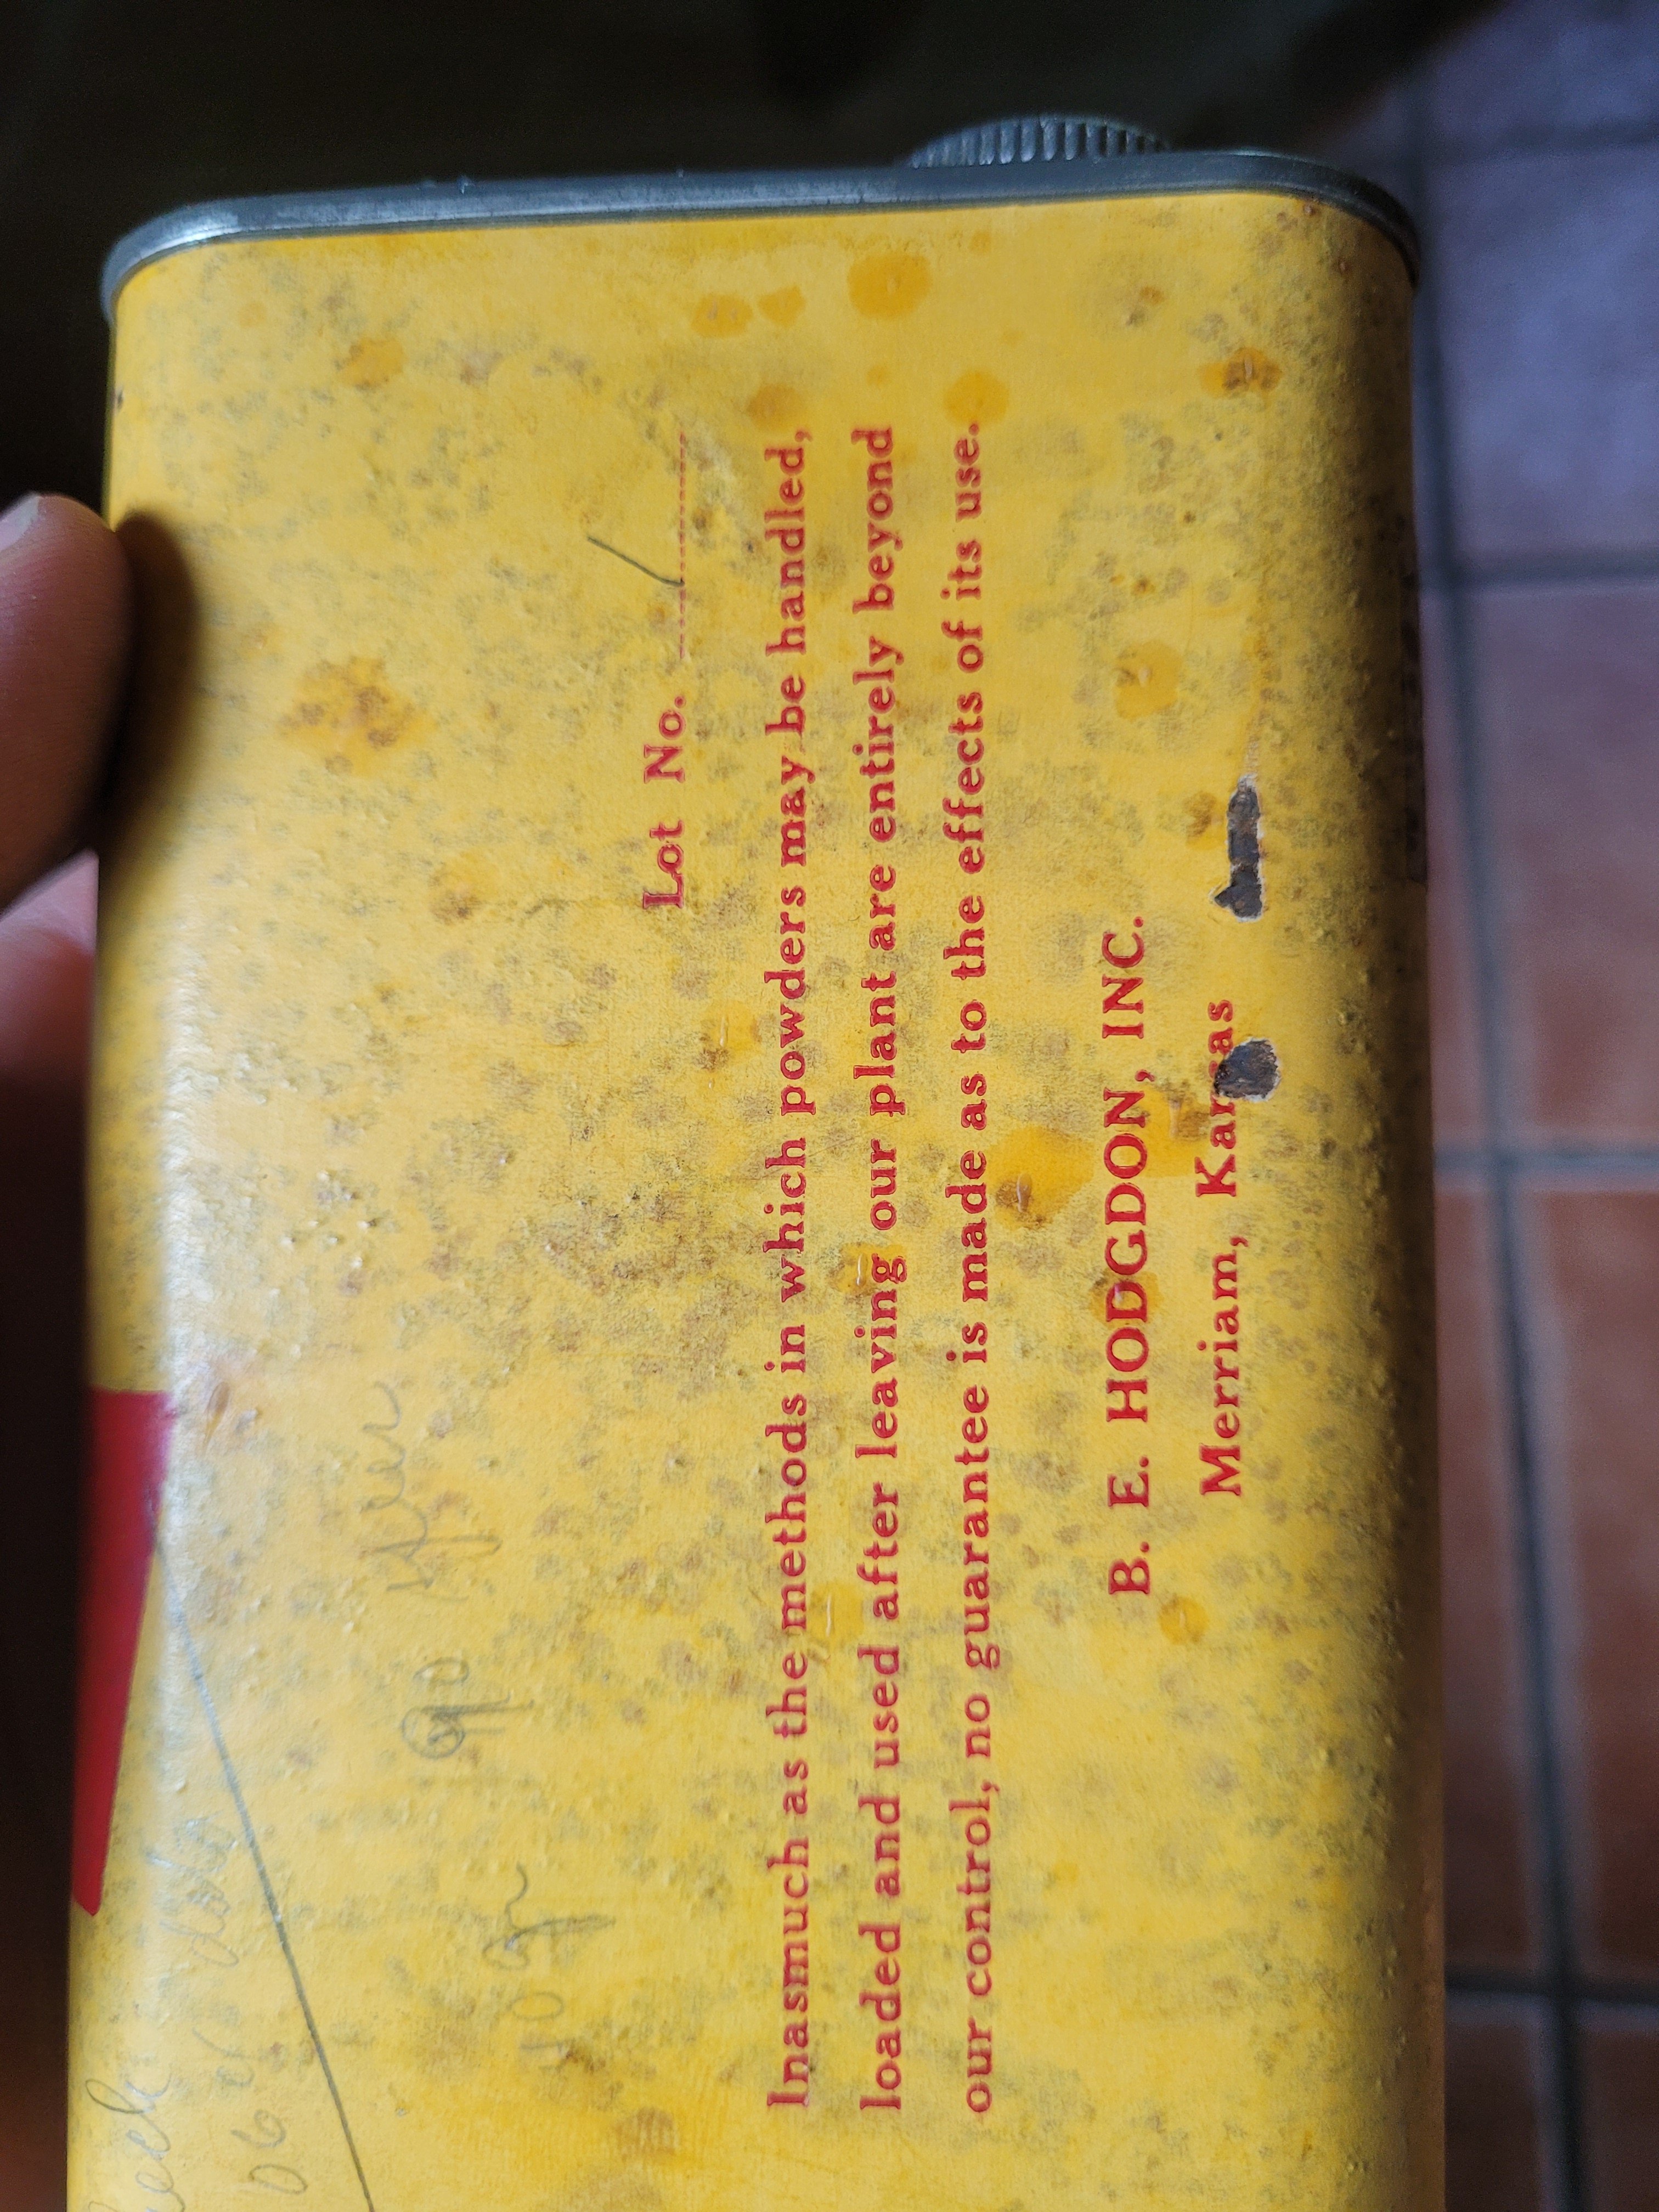 Lot No.
Inasmuch as the methods in which powders may be handled,
loaded and used after leaving our plant are entirely beyond
our control, no guarantee is made as to the effects of its use.
B. E. HODGDON, INC.
Merriam, Kansas